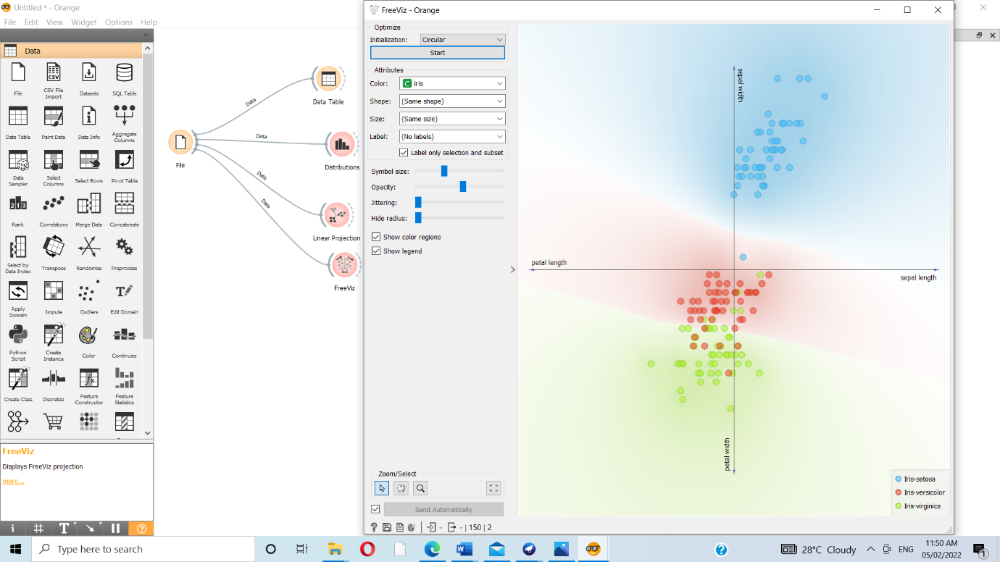 Untitled * - Orange
File Edit View Widget Options Help
Data
File
CSV File Import
Datasets
SQL Table
Data Table
Paint Data
Data Info
Aggregate Columns
Data Sampler
Select Columns
Select Rows
Pivot Table
Rank
Correlations
Merge Data
Concatenate
Select by Data Index
Transpose
Randomize
Preprocess
Apply Domain
Impute
Outliers
Edit Domain
Python Script
Create Instance
Color
Continuize
Create Class
Discretize
Feature Constructor
Feature Statistics
FreeViz
Displays FreeViz projection
more...
File
Data
Data
Data
Data
Data Table
Distributions
Linear Projection
FreeViz
FreeViz - Orange
Optimize
Initialization: Circular
Start
Attributes
Color: C iris
Shape: (Same shape)
Size: (Same size)
Label: (No labels)
Label only selection and subset
Symbol size:
Opacity:
Jittering:
Hide radius:
Show color regions
Show legend
Zoom/Select
Send Automatically
- - | 150 | 2
sepal width
petal length
sepal length
petal width
Iris-setosa
Iris-versicolor
Iris-virginica
Type here to search
28°C Cloudy
ENG
11:50 AM
05/02/2022
1